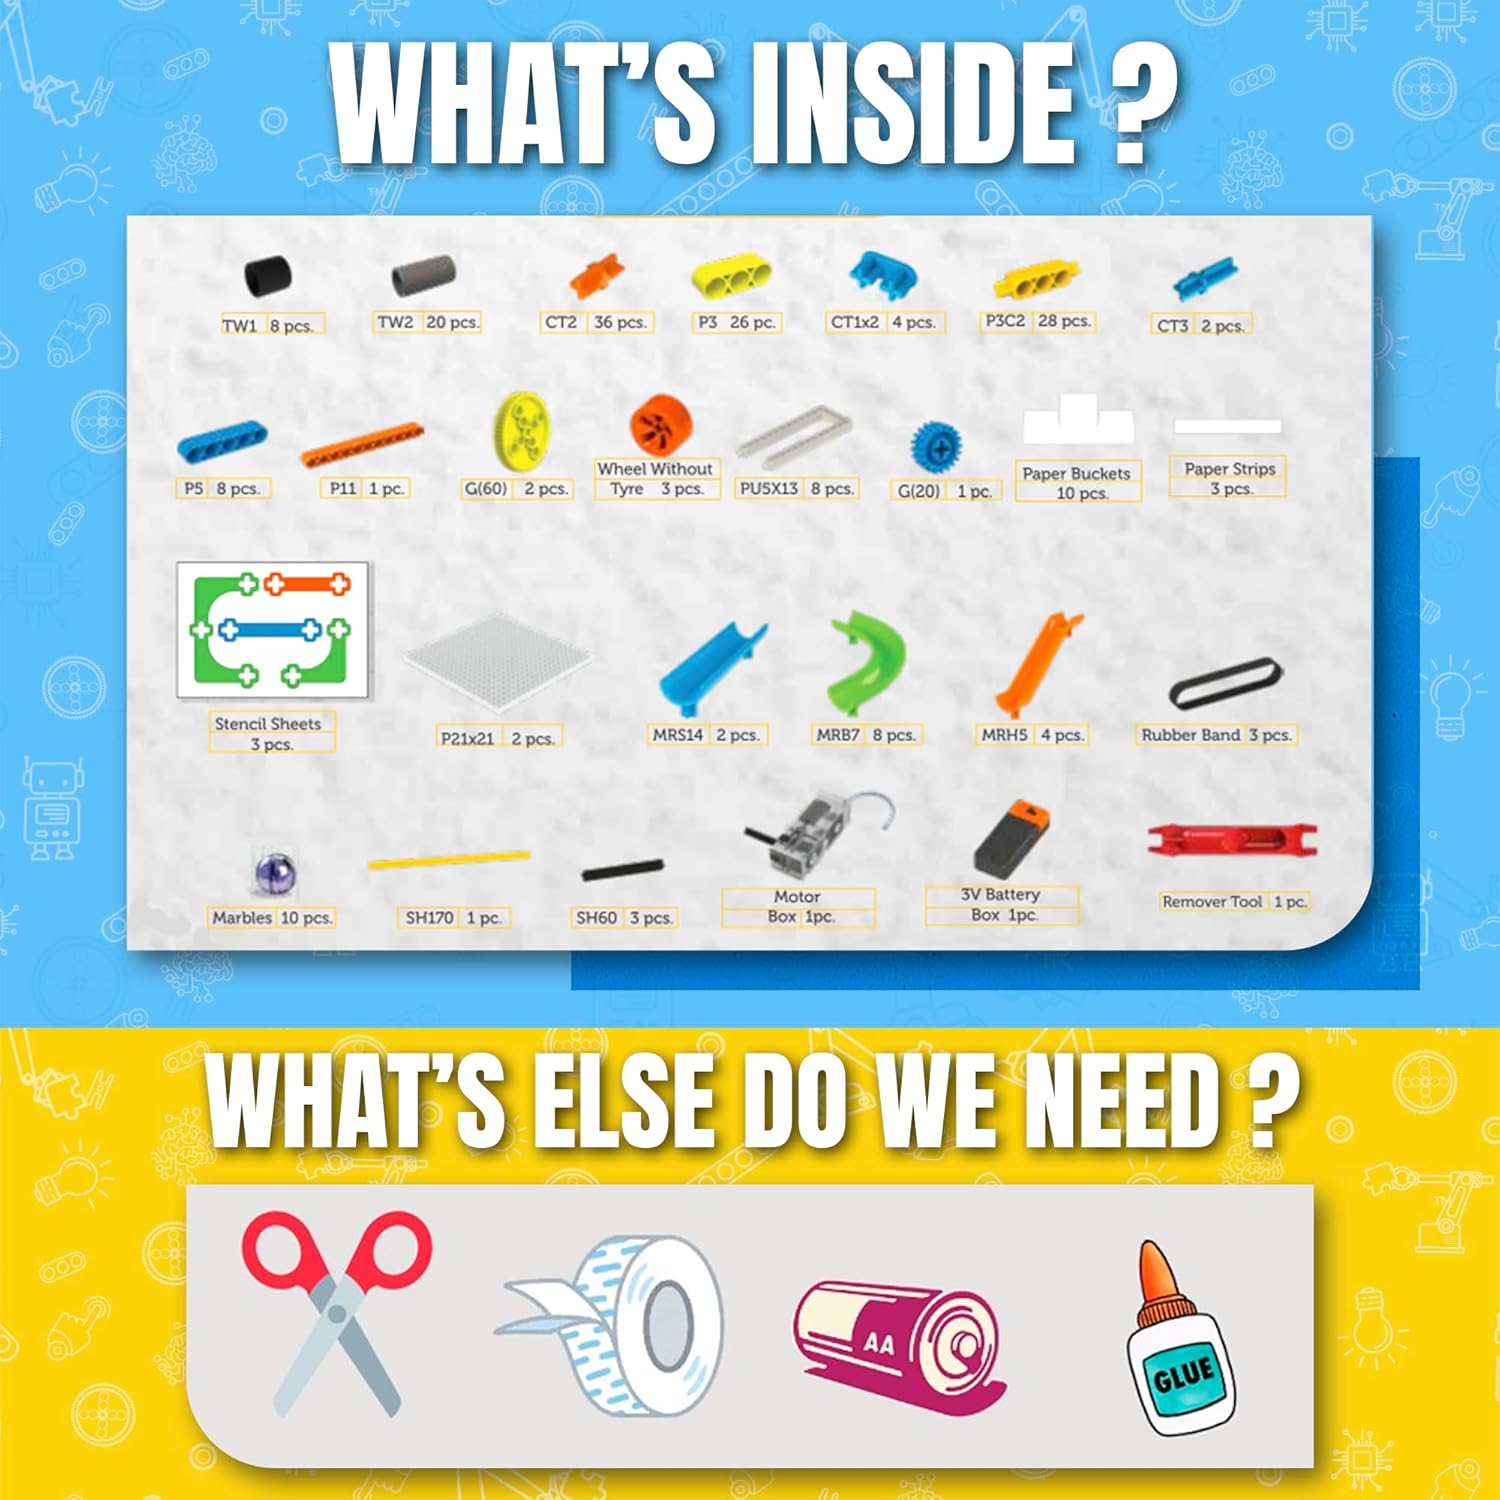 WHAT'S INSIDE ?
TW1 8 pcs.
TW2 20 pcs.
CT2 36 pcs.
P3 26 pc.
CT1x2 4 pcs.
P3C2 28 pcs.
CT3 2 pcs.
P5 8 pcs.
P11 1 pc.
G(60) 2 pcs.
Wheel Without
Tyre 3 pcs.
PU5X13 8 pcs.
G(20) 1 pc.
Paper Buckets
10 pcs.
Paper Strips
3 pcs.
Stencil Sheets
3 pcs.
P21x21 2 pcs.
MRS14 2 pcs.
MRB7 8 pcs.
MRH5 4 pcs.
Rubber Band 3 pcs.
Marbles 10 pcs.
SH170 1 pc.
SH60 3 pcs.
Motor
Box 1pc.
3V Battery
Box 1pc.
Remover Tool 1 pc.
WHAT'S ELSE DO WE NEED ?
AA
GLUE